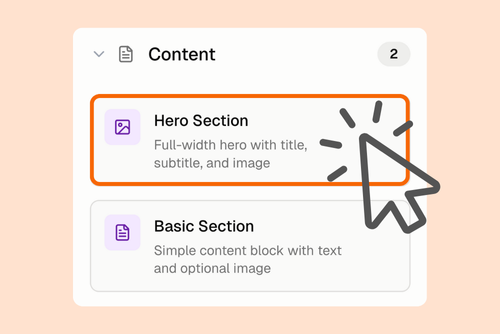 Content
2
Hero Section
Full-width hero with title,
subtitle, and image
Basic Section
Simple content block with text
and optional image